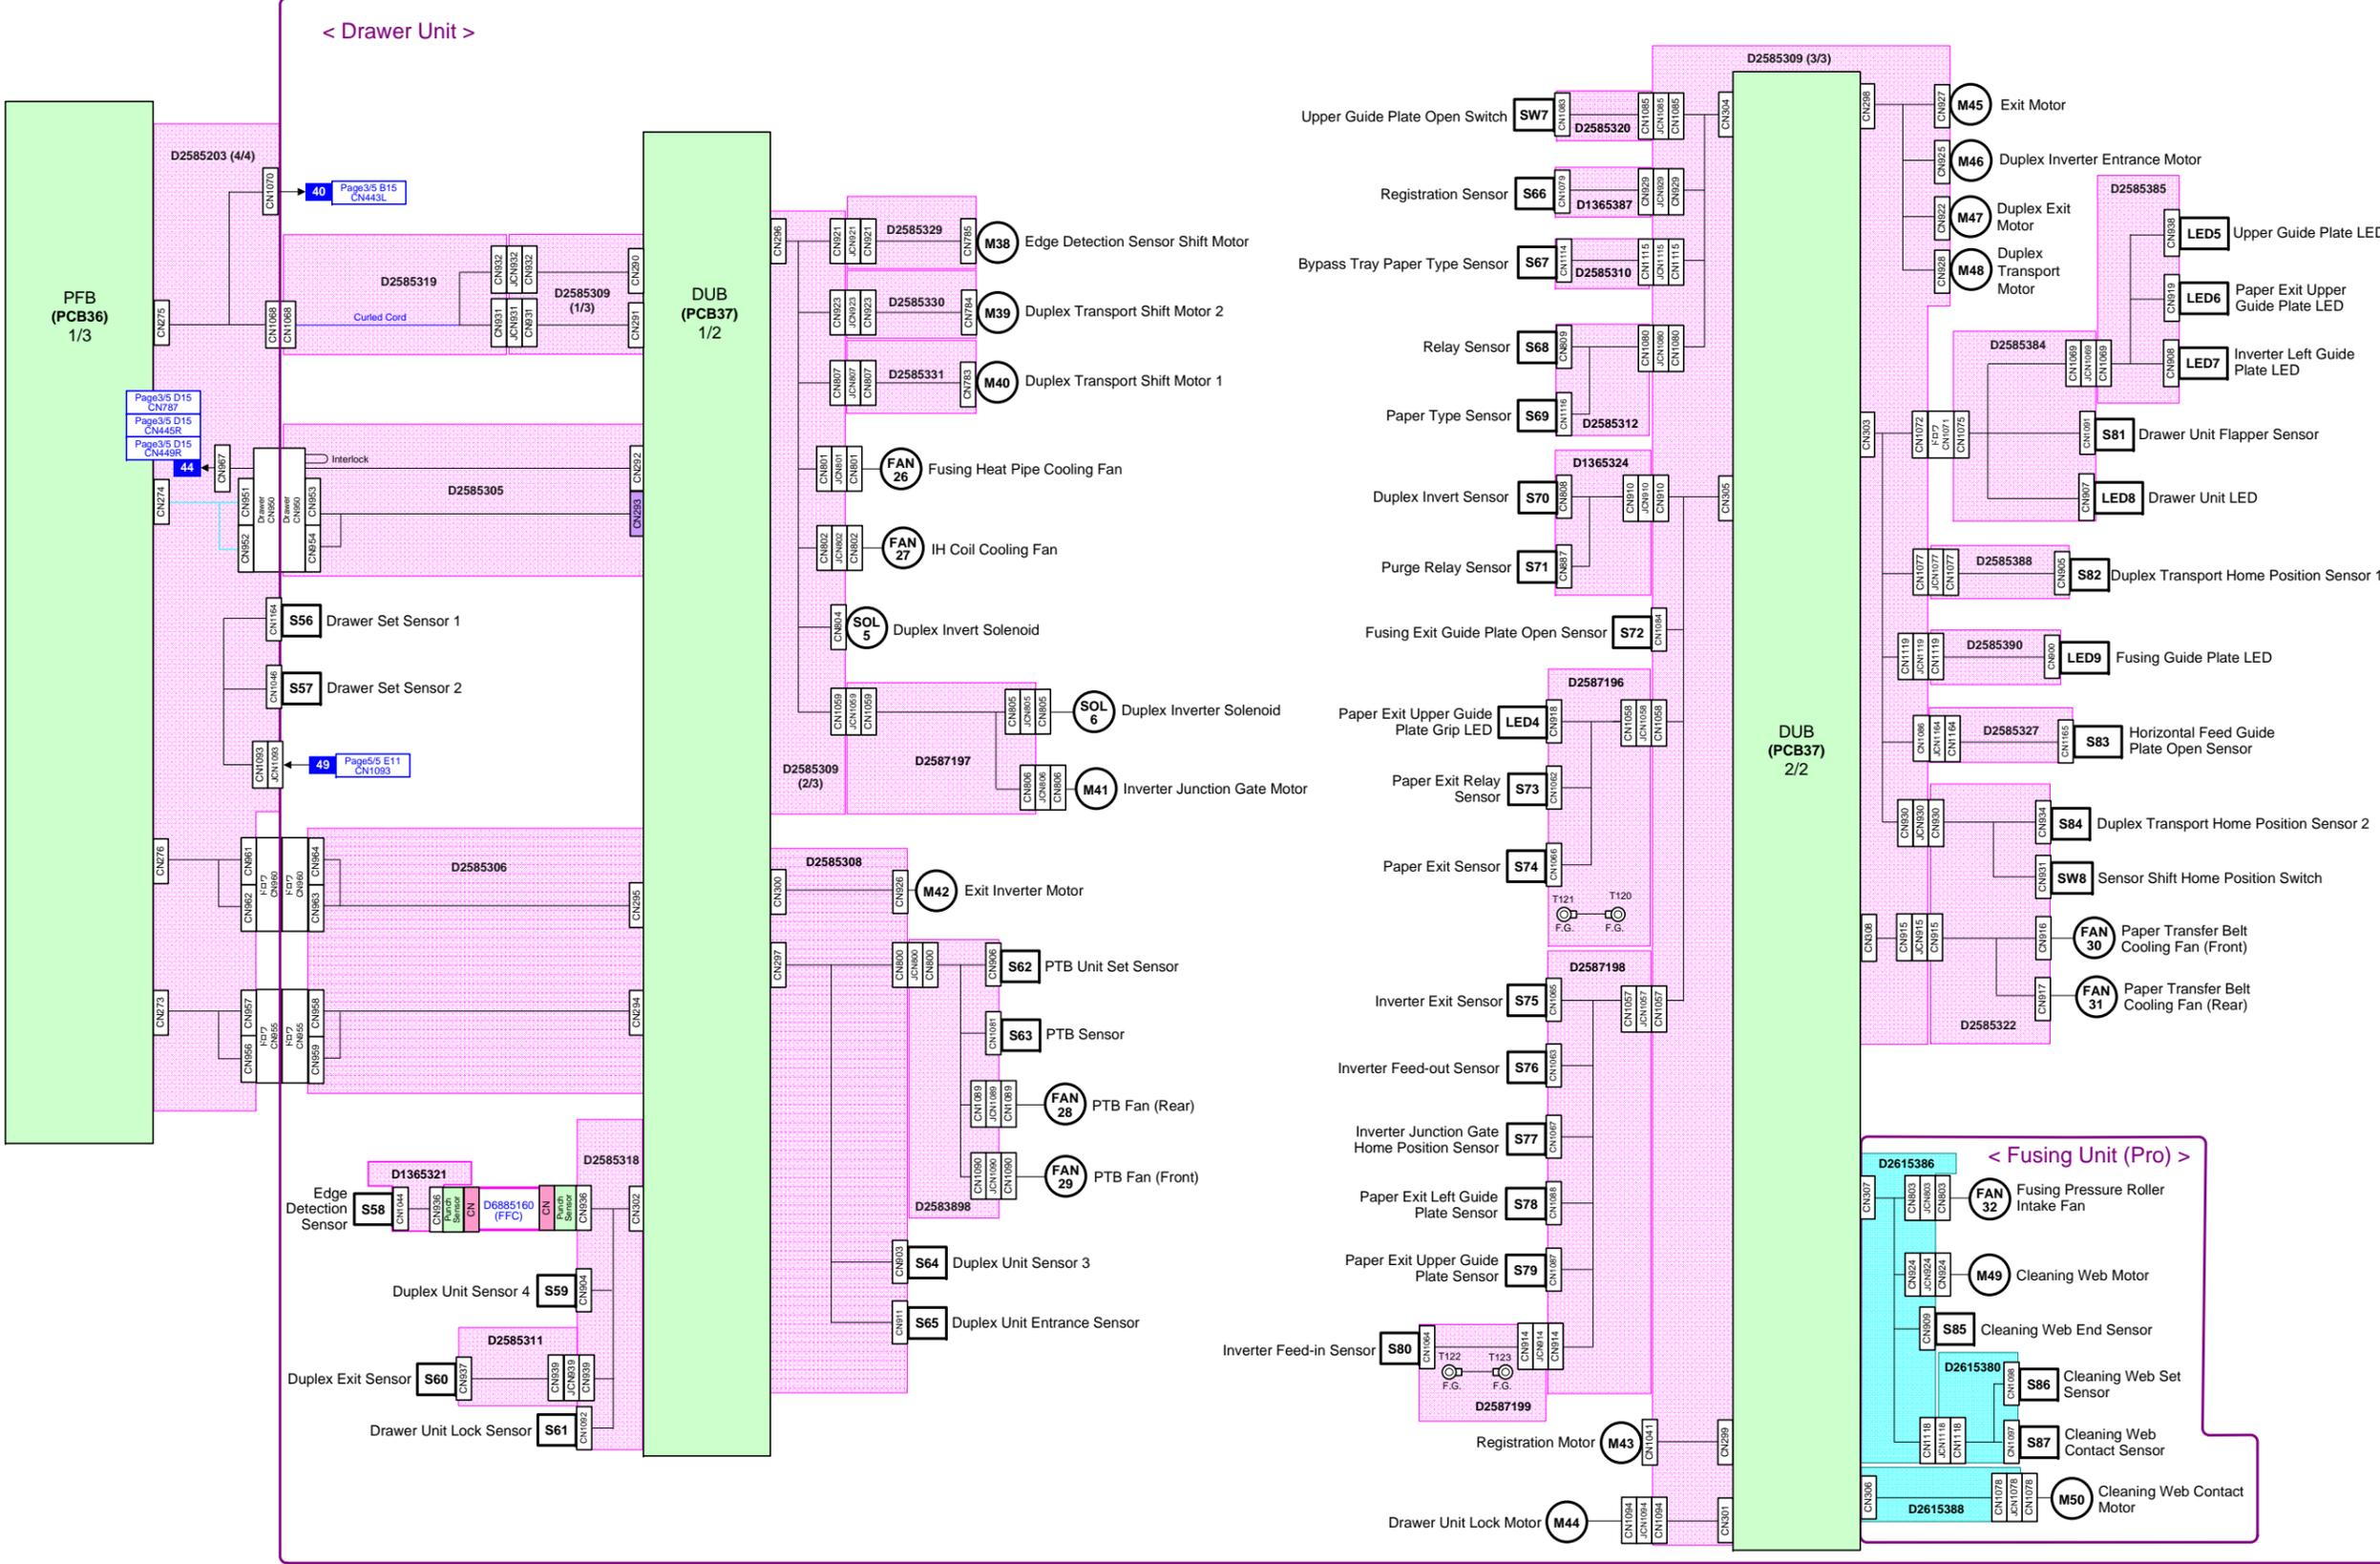 < Drawer Unit >
PFB
(PCB36)
1/3
D2585203 (4/4)
CN1070
40
Page3/5 B15
CN443L
CN275
CN1068
CN1068
D2585319
Curled Cord
CN932
JCN932
CN932
CN931
JCN931
CN931
D2585309
(1/3)
CN290
CN291
Page3/5 D15
CN787
Page3/5 D15
CN445R
Page3/5 D15
CN449R
44
CN967
Interlock
CN274
CN951
CN952
Drawer
CN950
Drawer
CN950
CN953
CN954
D2585305
CN292
CN293
CN1164
S56
Drawer Set Sensor 1
CN1046
S57
Drawer Set Sensor 2
CN1093
JCN1093
49
Page5/5 E11
CN1093
CN276
CN961
CN962
ドロワ
CN960
ドロワ
CN960
CN964
CN963
D2585306
CN295
CN273
CN957
CN956
ドロワ
CN955
ドロワ
CN955
CN958
CN959
CN294
D1365321
D2585318
Edge
Detection
Sensor
S58
CN1044
CN936
Punch
Sensor
CN
D6885160
(FFC)
CN
Punch
Sensor
CN936
CN302
Duplex Unit Sensor 4
S59
CN904
D2585311
Duplex Exit Sensor
S60
CN937
CN939
JCN939
CN939
Drawer Unit Lock Sensor
S61
CN1092
DUB
(PCB37)
1/2
CN296
CN921
JCN921
CN921
D2585329
CN785
M38
Edge Detection Sensor Shift Motor
CN923
JCN923
CN923
D2585330
CN784
M39
Duplex Transport Shift Motor 2
CN807
JCN807
CN807
D2585331
CN783
M40
Duplex Transport Shift Motor 1
CN801
JCN801
CN801
FAN
26
Fusing Heat Pipe Cooling Fan
CN802
JCN802
CN802
FAN
27
IH Coil Cooling Fan
CN804
SOL
5
Duplex Invert Solenoid
CN1059
JCN1059
CN1059
CN805
JCN805
CN805
SOL
6
Duplex Inverter Solenoid
D2585309
(2/3)
D2587197
CN806
JCN806
CN806
M41
Inverter Junction Gate Motor
D2585308
CN300
CN926
M42
Exit Inverter Motor
CN297
CN800
JCN800
CN800
CN906
S62
PTB Unit Set Sensor
CN1081
S63
PTB Sensor
CN1089
JCN1089
CN1089
FAN
28
PTB Fan (Rear)
CN1090
JCN1090
CN1090
FAN
29
PTB Fan (Front)
D2583898
CN903
S64
Duplex Unit Sensor 3
CN911
S65
Duplex Unit Entrance Sensor
D2585309 (3/3)
Upper Guide Plate Open Switch
SW7
CN1083
D2585320
CN1085
JCN1085
CN1085
CN304
Registration Sensor
S66
CN1079
D1365387
CN929
JCN929
CN929
Bypass Tray Paper Type Sensor
S67
CN1114
D2585310
CN1115
JCN1115
CN1115
Relay Sensor
S68
CN809
CN1080
JCN1080
CN1080
Paper Type Sensor
S69
CN1116
D2585312
D1365324
Duplex Invert Sensor
S70
CN808
CN910
JCN910
CN910
CN305
Purge Relay Sensor
S71
CN887
Fusing Exit Guide Plate Open Sensor
S72
CN1084
D2587196
Paper Exit Upper Guide
Plate Grip LED
LED4
CN918
CN1058
JCN1058
CN1058
Paper Exit Relay
Sensor
S73
CN1062
Paper Exit Sensor
S74
CN1066
T121
T120
F.G.
F.G.
D2587198
Inverter Exit Sensor
S75
CN1065
CN1057
JCN1057
CN1057
Inverter Feed-out Sensor
S76
CN1063
Inverter Junction Gate
Home Position Sensor
S77
CN1067
Paper Exit Left Guide
Plate Sensor
S78
CN1088
Paper Exit Upper Guide
Plate Sensor
S79
CN1087
Inverter Feed-in Sensor
S80
CN1064
T122
T123
F.G.
F.G.
CN914
JCN914
CN914
D2587199
Registration Motor
M43
CN1041
CN299
Drawer Unit Lock Motor
M44
CN1094
JCN1094
CN1094
CN301
DUB
(PCB37)
2/2
CN298
CN927
M45
Exit Motor
CN925
M46
Duplex Inverter Entrance Motor
CN922
M47
Duplex Exit
Motor
CN928
M48
Duplex
Transport
Motor
D2585385
CN938
LED5
Upper Guide Plate LED
CN919
LED6
Paper Exit Upper
Guide Plate LED
D2585384
CN1069
JCN1069
CN1069
CN908
LED7
Inverter Left Guide
Plate LED
CN303
CN1072
ドロワ
CN1071
CN1075
CN1091
S81
Drawer Unit Flapper Sensor
CN907
LED8
Drawer Unit LED
CN1077
JCN1077
CN1077
D2585388
CN905
S82
Duplex Transport Home Position Sensor 1
CN1119
JCN1119
CN1119
D2585390
CN900
LED9
Fusing Guide Plate LED
CN1086
JCN1164
CN1164
D2585327
CN1165
S83
Horizontal Feed Guide
Plate Open Sensor
CN930
JCN930
CN930
CN934
S84
Duplex Transport Home Position Sensor 2
CN931
SW8
Sensor Shift Home Position Switch
CN308
CN915
JCN915
CN915
CN916
FAN
30
Paper Transfer Belt
Cooling Fan (Front)
CN917
FAN
31
Paper Transfer Belt
Cooling Fan (Rear)
D2585322
< Fusing Unit (Pro) >
D2615386
CN307
CN803
JCN803
CN803
FAN
32
Fusing Pressure Roller
Intake Fan
CN924
JCN924
CN924
M49
Cleaning Web Motor
CN909
S85
Cleaning Web End Sensor
D2615380
CN1098
S86
Cleaning Web Set
Sensor
CN1118
JCN1118
CN1118
CN1097
S87
Cleaning Web
Contact Sensor
CN306
D2615388
CN1078
JCN1078
CN1078
M50
Cleaning Web Contact
Motor